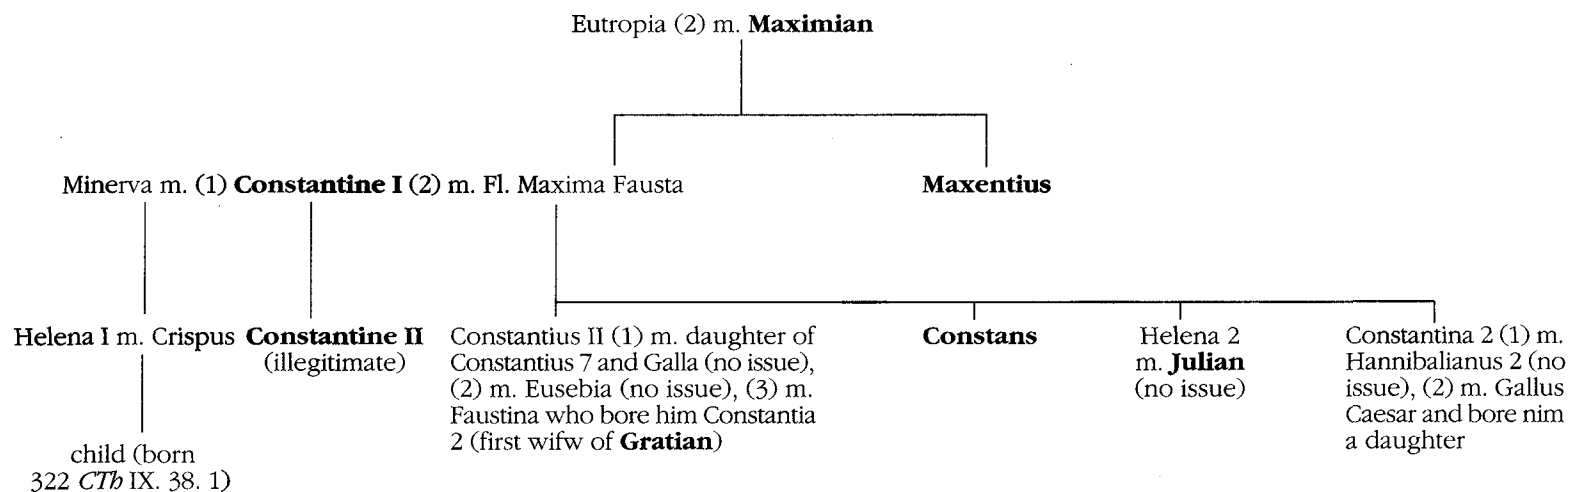 Eutropia (2) m. Maximian
Minerva m. (1) Constantine I (2) m. Fl. Maxima Fausta
Maxentius
Helena I m. Crispus
child (born
322 CTh IX. 38. 1)
Constantine II
(illegitimate)
Constantius II (1) m. daughter of
Constantius 7 and Galla (no issue),
(2) m. Eusebia (no issue), (3) m.
Faustina who bore him Constantia
2 (first wifw of Gratian)
Constans
Helena 2
m. Julian
(no issue)
Constantina 2 (1) m.
Hannibalianus 2 (no
issue), (2) m. Gallus
Caesar and bore nim
a daughter